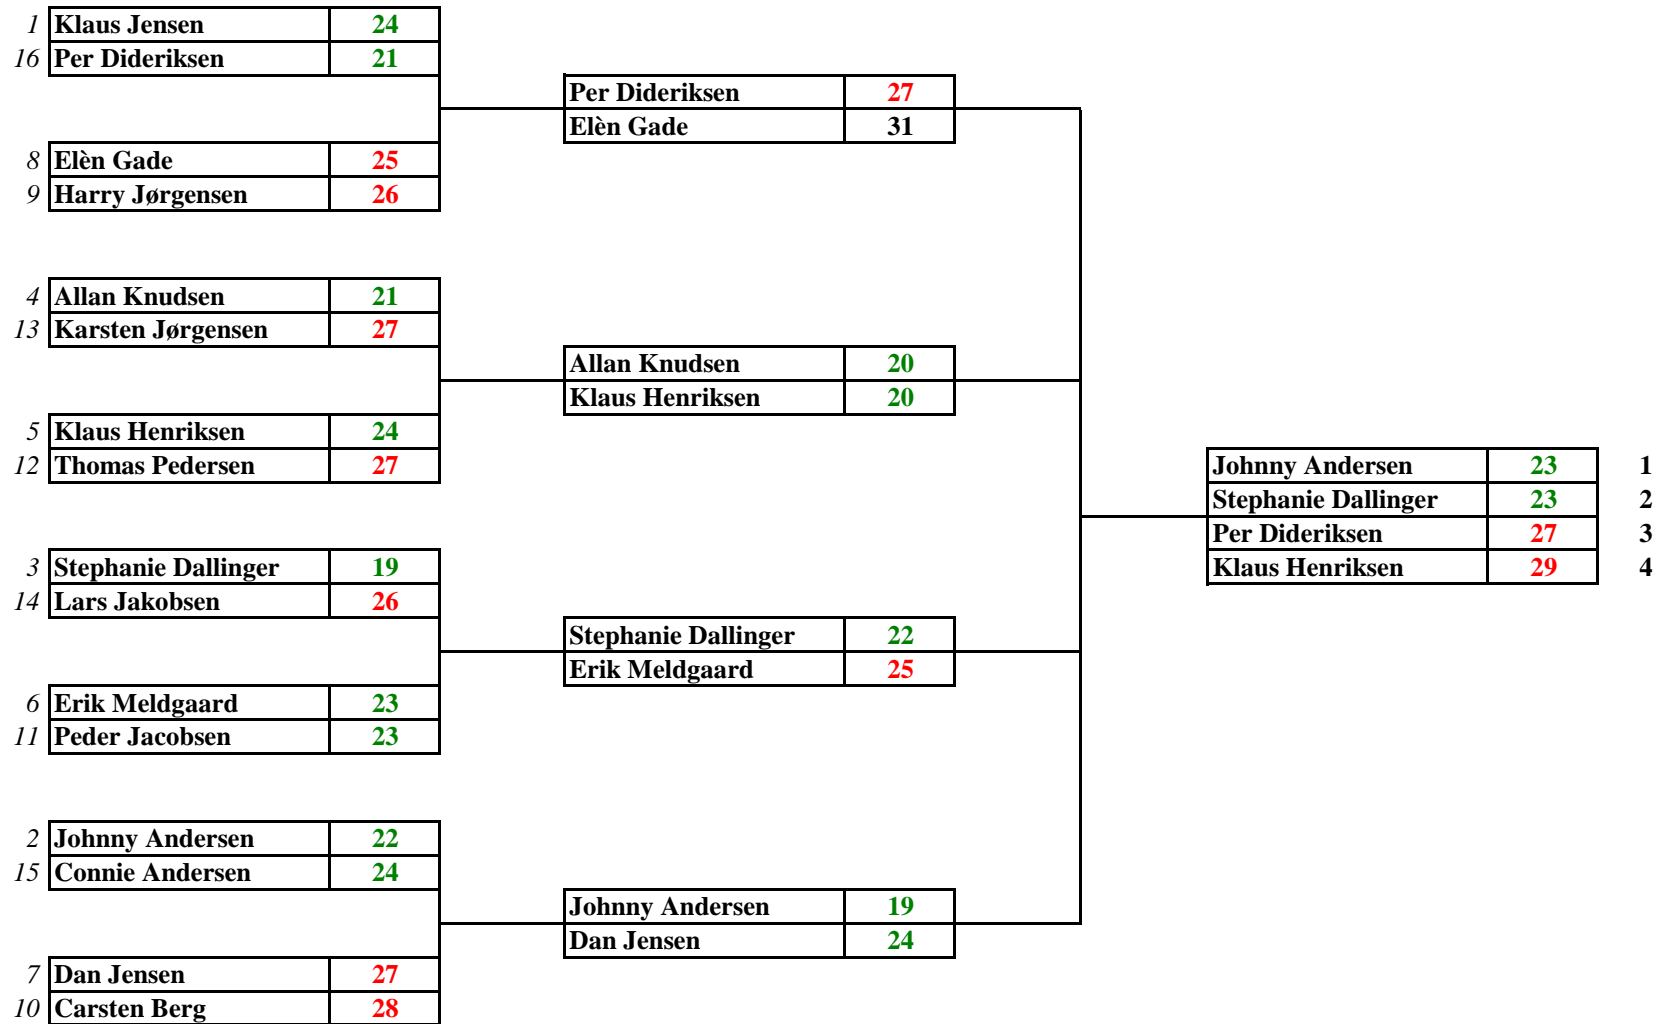 1 Klaus Jensen 24
16 Per Dideriksen 21
Per Dideriksen 27
Elèn Gade 31
8 Elèn Gade 25
9 Harry Jørgensen 26
4 Allan Knudsen 21
13 Karsten Jørgensen 27
Allan Knudsen 20
Klaus Henriksen 20
5 Klaus Henriksen 24
12 Thomas Pedersen 27
Johnny Andersen 23 1
Stephanie Dallinger 23 2
Per Dideriksen 27 3
Klaus Henriksen 29 4
3 Stephanie Dallinger 19
14 Lars Jakobsen 26
Stephanie Dallinger 22
Erik Meldgaard 25
6 Erik Meldgaard 23
11 Peder Jacobsen 23
2 Johnny Andersen 22
15 Connie Andersen 24
Johnny Andersen 19
Dan Jensen 24
7 Dan Jensen 27
10 Carsten Berg 28